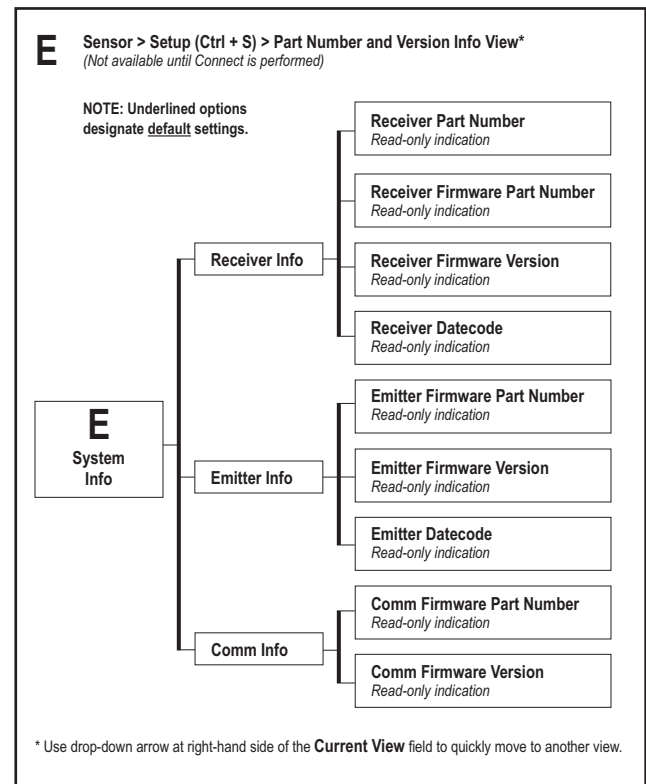 E
Sensor > Setup (Ctrl + S) > Part Number and Version Info View*
(Not available until Connect is performed)
NOTE: Underlined options
designate default settings.
E
System
Info
Receiver Info
Receiver Part Number
Read-only indication
Receiver Firmware Part Number
Read-only indication
Receiver Firmware Version
Read-only indication
Receiver Datecode
Read-only indication
Emitter Info
Emitter Firmware Part Number
Read-only indication
Emitter Firmware Version
Read-only indication
Emitter Datecode
Read-only indication
Comm Info
Comm Firmware Part Number
Read-only indication
Comm Firmware Version
Read-only indication
* Use drop-down arrow at right-hand side of the Current View field to quickly move to another view.